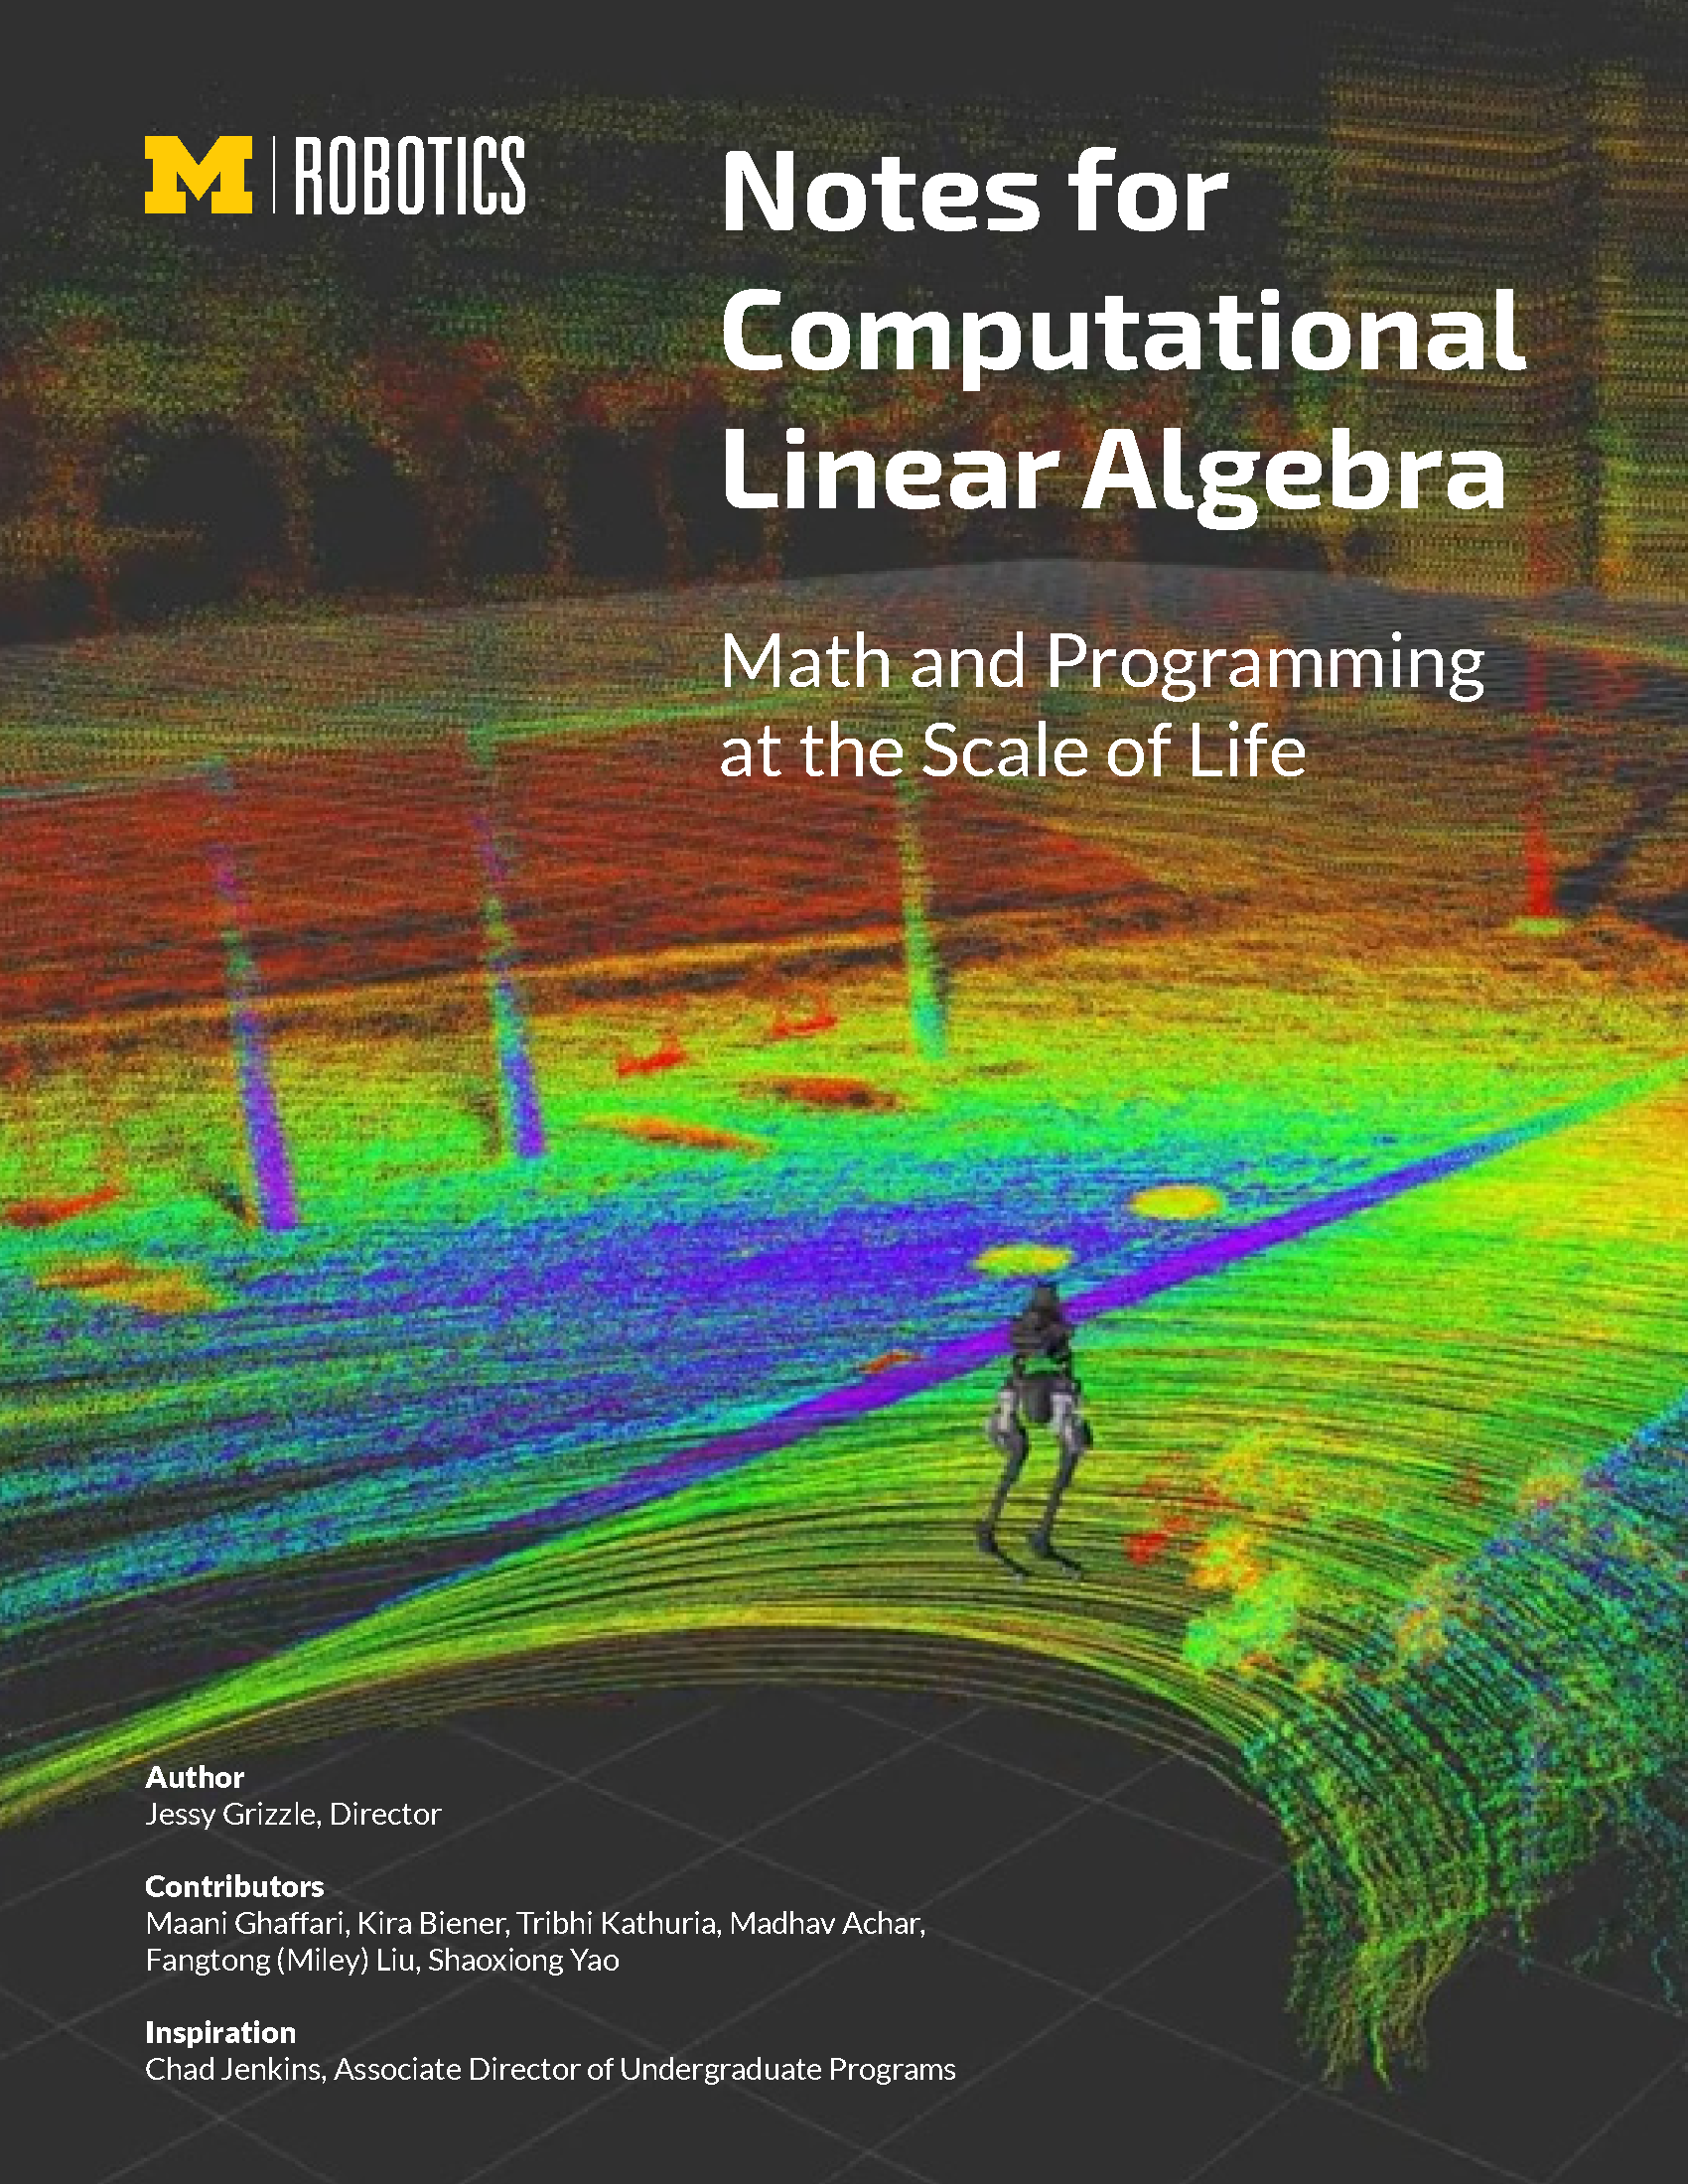 M | ROBOTICS
Notes for
Computational
Linear Algebra
Math and Programming
at the Scale of Life
Author
Jessy Grizzle, Director
Contributors
Maani Ghaffari, Kira Biener, Tribhi Kathuria, Madhav Achar,
Fangtong (Miley) Liu, Shaoxiong Yao
Inspiration
Chad Jenkins, Associate Director of Undergraduate Programs